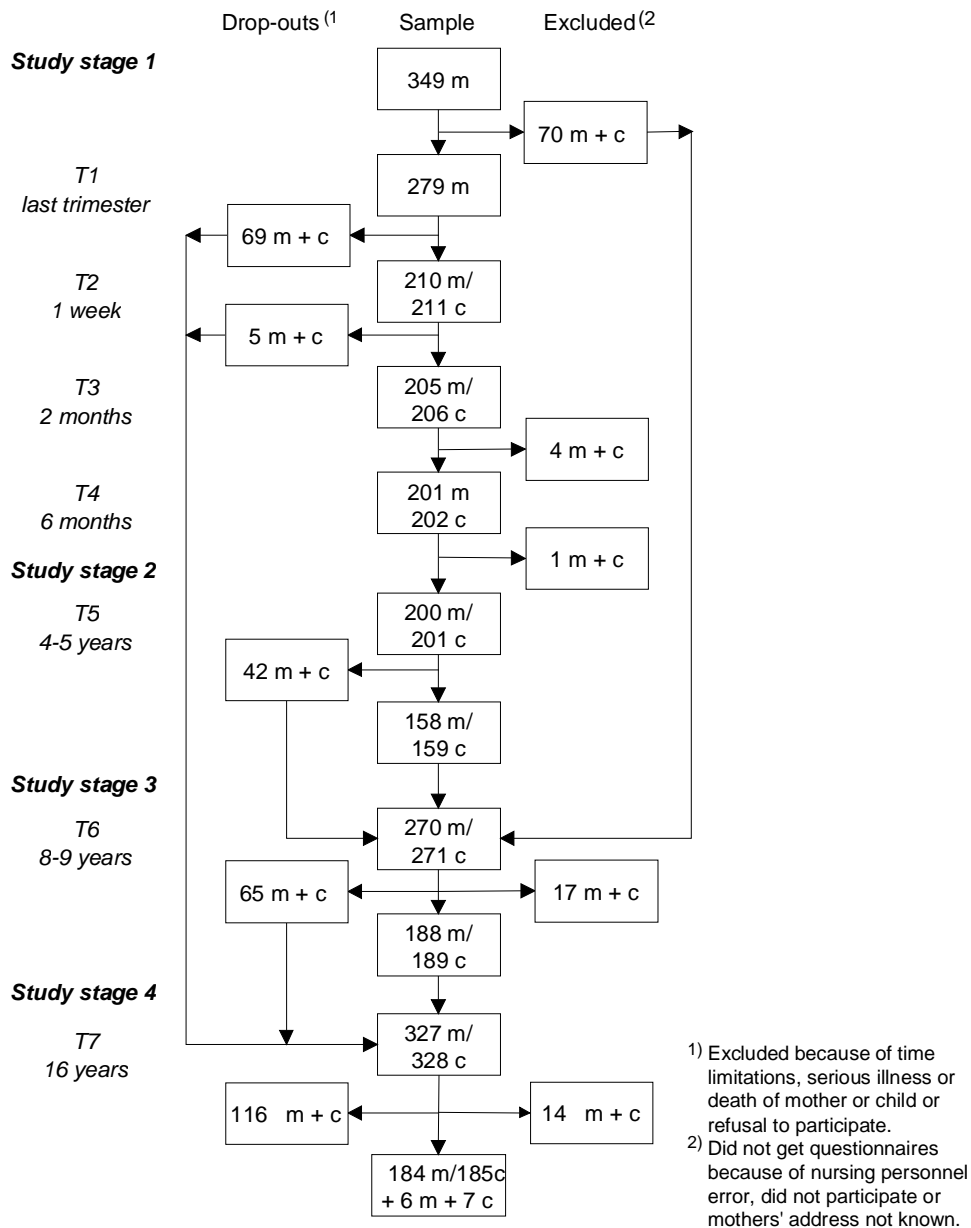 Drop-outs (1 Sample Excluded (2
Study stage 1
349 m
70 m + c
T1
last trimester
279 m
69 m + c
T2
1 week
210 m/
211 c
5 m + c
T3
2 months
205 m/
206 c
4 m + c
T4
6 months
201 m
202 c
1 m + c
Study stage 2
T5
4-5 years
200 m/
201 c
42 m + c
158 m/
159 c
Study stage 3
T6
8-9 years
270 m/
271 c
65 m + c
17 m + c
188 m/
189 c
Study stage 4
T7
16 years
327 m/
328 c
116 m + c
14 m + c
184 m/185c
+ 6 m + 7 c
1) Excluded because of time
limitations, serious illness or
death of mother or child or
refusal to participate.
2) Did not get questionnaires
because of nursing personnel
error, did not participate or
mothers' address not known.